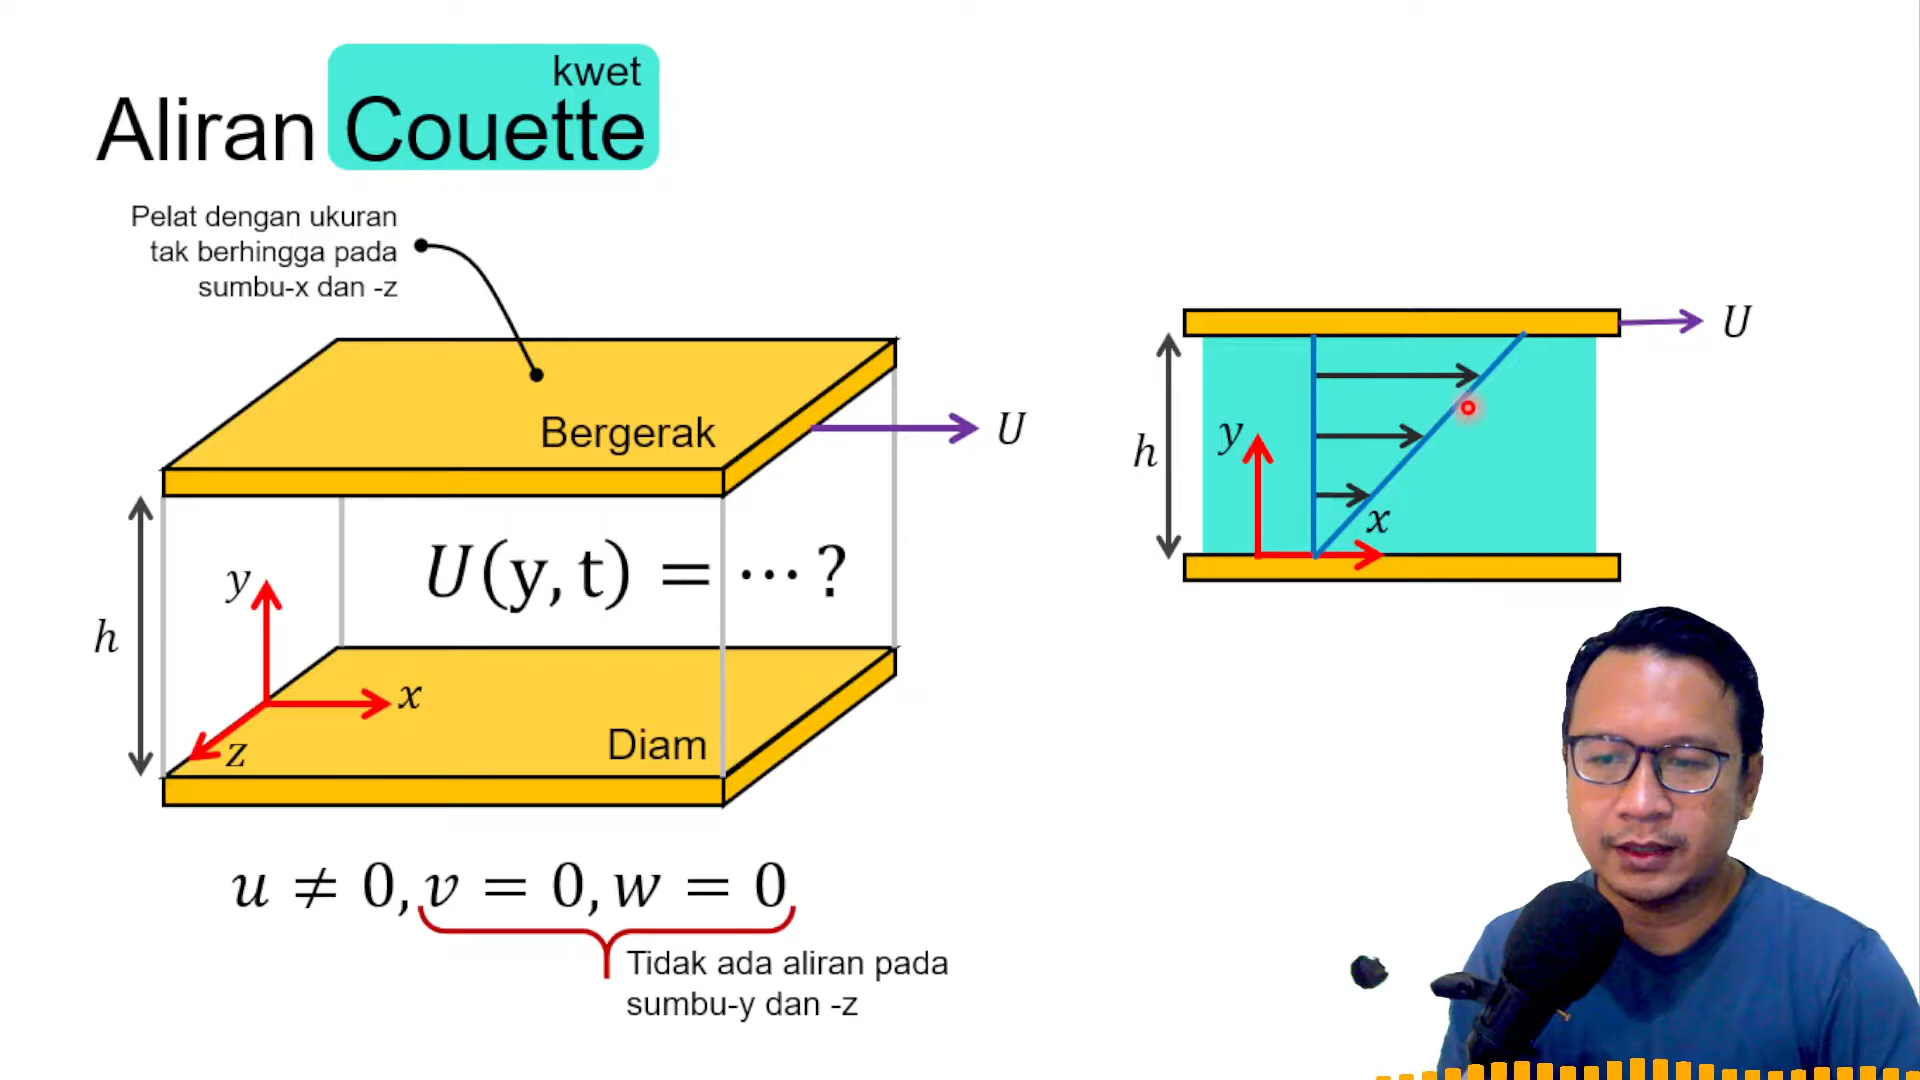 kwet
Aliran Couette
Pelat dengan ukuran
tak berhingga pada
sumbu-x dan -z
Bergerak
U
h
U(y, t) = ⋯ ?
y
x
z
Diam
u ≠ 0, v = 0, w = 0
Tidak ada aliran pada
sumbu-y dan -z
U
h
y
x